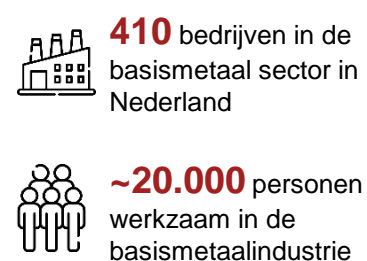 410 bedrijven in de
basismetaal sector in
Nederland
~20.000 personen
werkzaam in de
basismetaalindustrie